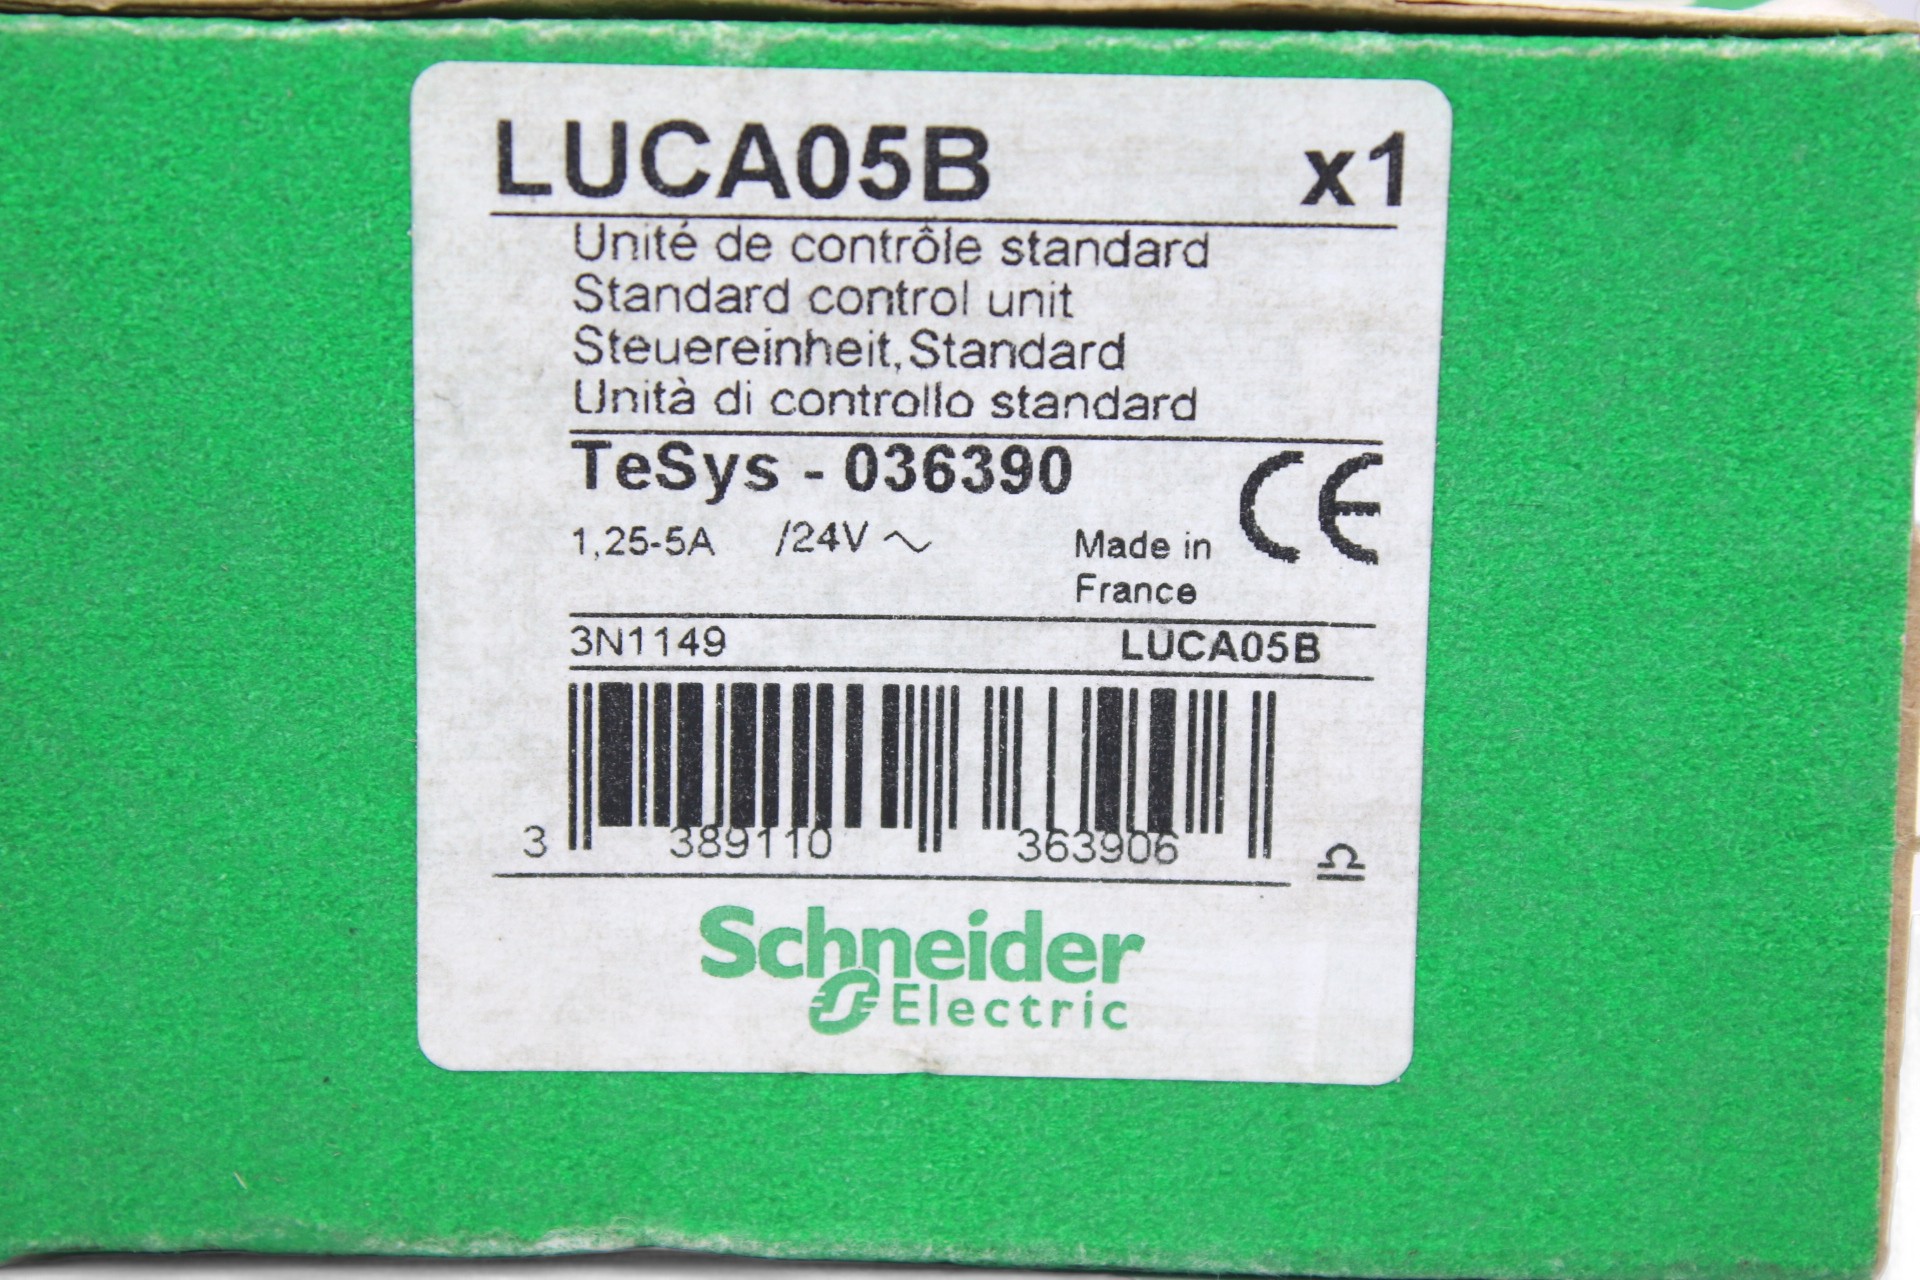 LUCA05B x1
Unité de contrôle standard
Standard control unit
Steuereinheit,Standard
Unità di controllo standard
TeSys - 036390
1,25-5A /24V ~
Made in
France
CE
3N1149 LUCA05B
3 389110 363906
Schneider
Electric